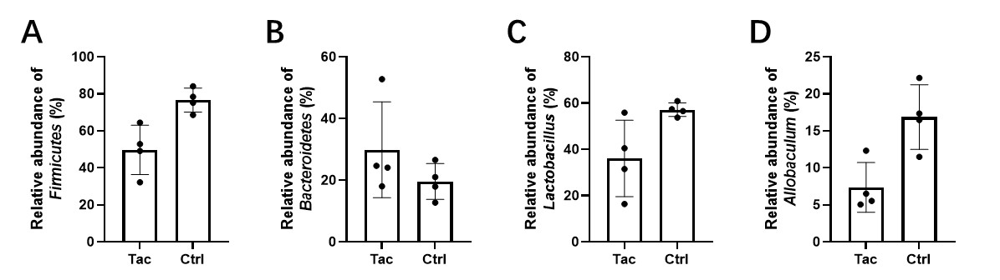 A
Relative abundance of
Firmicutes (%)
100
80
60
40
20
0
Tac Ctrl
B
Relative abundance of
Bacteroidetes (%)
60
40
20
0
Tac Ctrl
C
Relative abundance of
Lactobacillus (%)
80
60
40
20
0
Tac Ctrl
D
Relative abundance of
Allobaculum (%)
25
20
15
10
5
0
Tac Ctrl